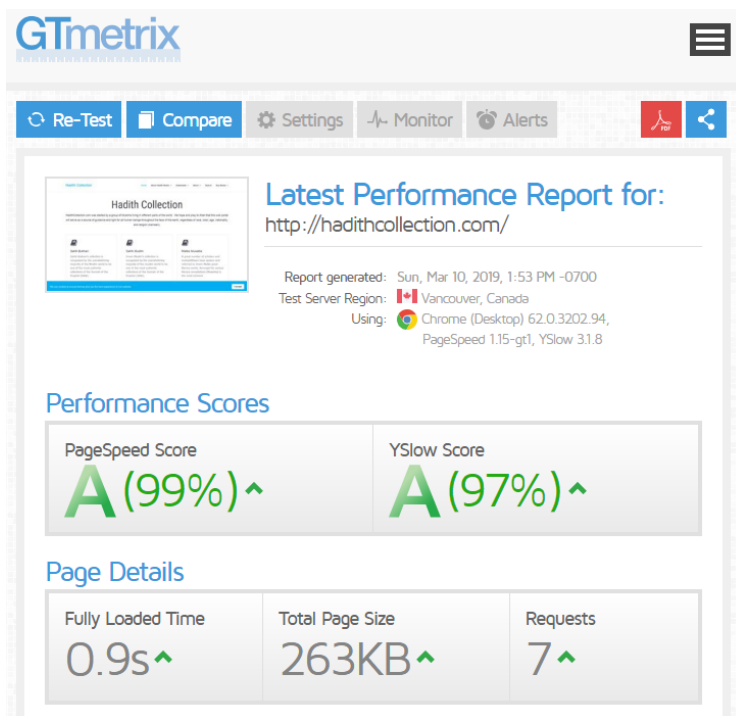 GTmetrix
Re-Test
Compare
Settings
Monitor
Alerts
PDF
Hadith Collection
Latest Performance Report for:
http://hadithcollection.com/
Report generated: Sun, Mar 10, 2019, 1:53 PM -0700
Test Server Region: Vancouver, Canada
Using: Chrome (Desktop) 62.0.3202.94,
PageSpeed 1.15-gt1, YSlow 3.1.8
Performance Scores
PageSpeed Score
A (99%)
YSlow Score
A (97%)
Page Details
Fully Loaded Time
0.9s
Total Page Size
263KB
Requests
7